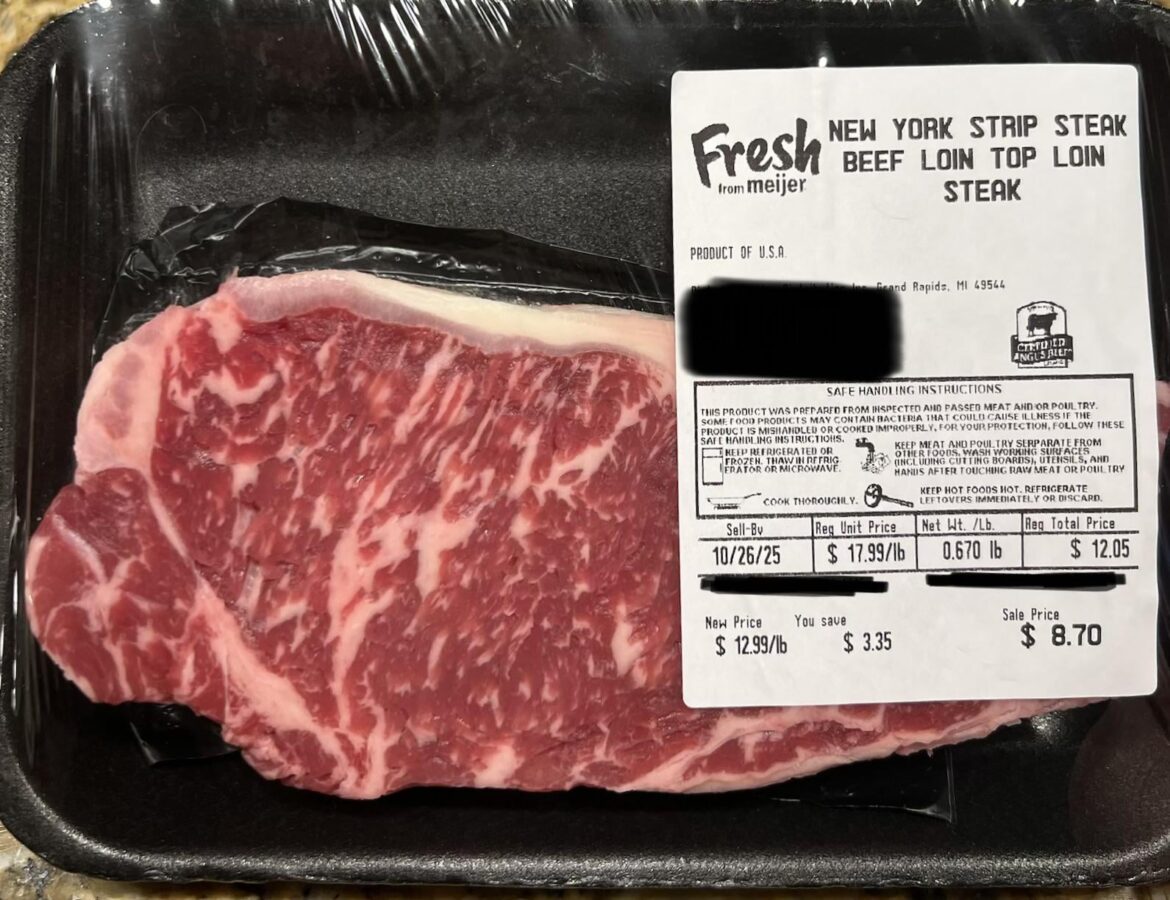 Fresh
from meijer
NEW YORK STRIP STEAK
BEEF LOIN TOP LOIN
STEAK
PRODUCT OF U.S.A.
Grand Rapids, MI 49544
CERTIFIED
ANGUS BEEF
SAFE HANDLING INSTRUCTIONS
THIS PRODUCT WAS PREPARED FROM INSPECTED AND PASSED MEAT AND OR POULTRY.
SOME FOOD PRODUCTS MAY CONTAIN BACTERIA THAT COULD CAUSE ILLNESS IF THE
PRODUCT IS MISHANDLED OR COOKED IMPROPERLY, FOR YOUR PROTECTION, FOLLOW THESE
SAFE HANDLING INSTRUCTIONS.
KEEP REFRIGERATED OR
FROZEN. THAW IN REFRIG-
ERATOR OR MICROWAVE.
KEEP MEAT AND POULTRY SERPARATE FROM
OTHER FOODS. WASH WORKING SURFACES
(INCLUDING CUTTING BOARDS), UTENSILS, AND
HANDS AFTER TOUCHING RAW MEAT OR POULTRY
COOK THOROUGHLY.
KEEP HOT FOODS HOT. REFRIGERATE
LEFTOVERS IMMEDIATELY OR DISCARD.
Sell-By Reg Unit Price Net Wt. /Lb. Reg Total Price
10/26/25 $ 17.99/lb 0.670 lb $ 12.05
New Price You save Sale Price
$ 12.99/lb $ 3.35 $ 8.70